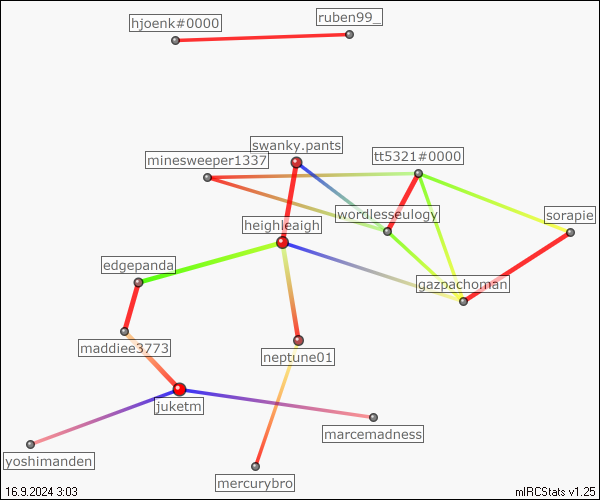 ruben99_
hjoenk#0000
swanky.pants
tt5321#0000
minesweeper1337
wordlesseulogy
sorapie
heighleaigh
edgepanda
gazpachoman
maddiee3773
neptune01
juketm
marcemadness
yoshimanden
mercurybro
16.9.2024 3:03
mIRCStats v1.25